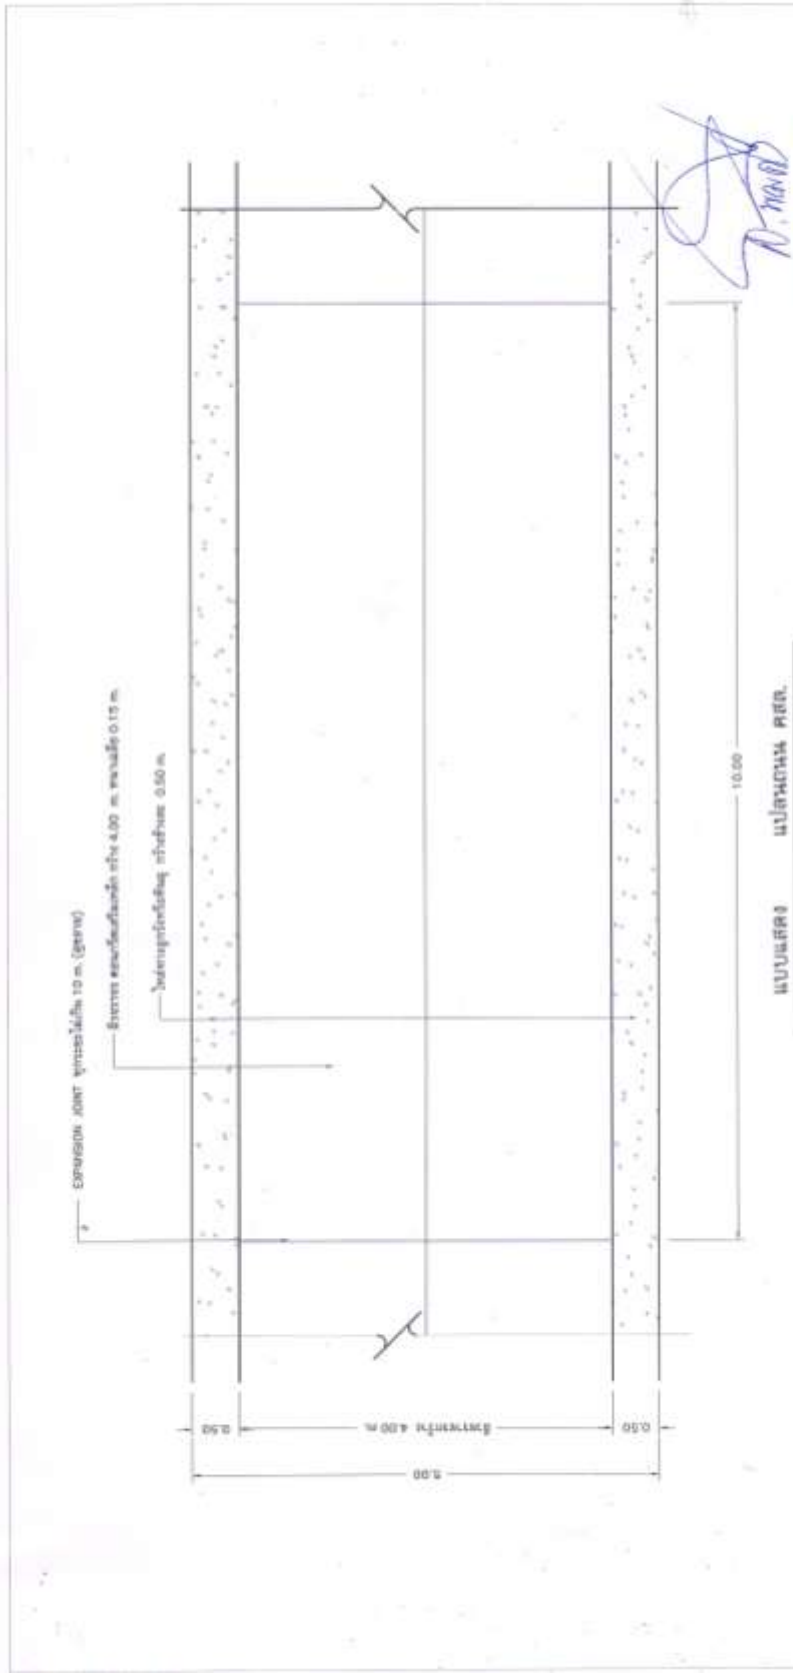 EXPANSION JOINT ทุกระยะไม่เกิน 10 m. (ดูขยาย)
ผิวจราจร คอนกรีตเสริมเหล็ก กว้าง 4.00 m. หนาเฉลี่ย 0.15 m.
ไหล่ทางลูกรังหรือหินคลุก กว้างข้างละ 0.50 m.
0.50
ผิวจราจรกว้าง 4.00 m.
0.50
5.00
10.00
แบบแสดง แปลนถนน คสล.